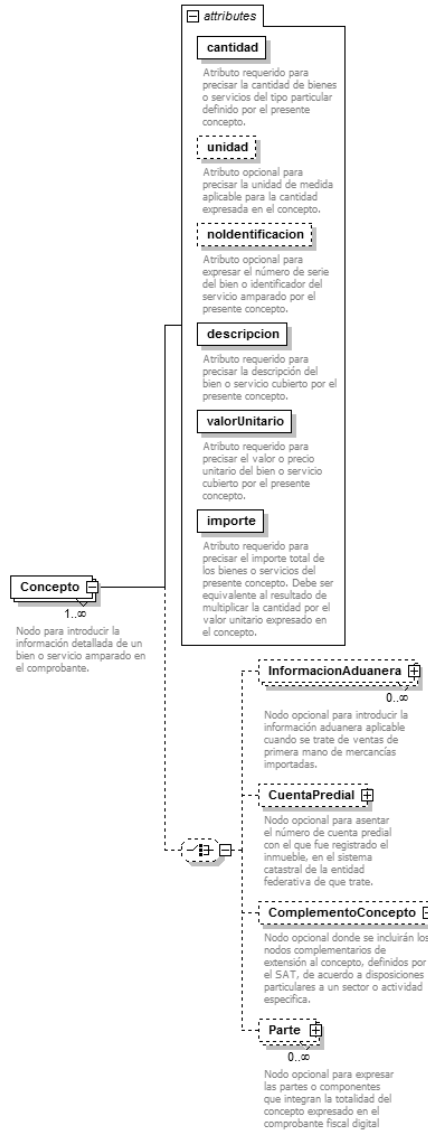 attributes
cantidad
Atributo requerido para
precisar la cantidad de bienes
o servicios del tipo particular
definido por el presente
concepto.
unidad
Atributo opcional para
precisar la unidad de medida
aplicable para la cantidad
expresada en el concepto.
noIdentificacion
Atributo opcional para
expresar el número de serie
del bien o identificador del
servicio amparado por el
presente concepto.
descripcion
Atributo requerido para
precisar la descripción del
bien o servicio cubierto por el
presente concepto.
valorUnitario
Atributo requerido para
precisar el valor o precio
unitario del bien o servicio
cubierto por el presente
concepto.
importe
Atributo requerido para
precisar el importe total de
los bienes o servicios del
presente concepto. Debe ser
equivalente al resultado de
multiplicar la cantidad por el
valor unitario expresado en
el concepto.
Concepto
1..∞
Nodo para introducir la
información detallada de un
bien o servicio amparado en
el comprobante.
InformacionAduanera
0..∞
Nodo opcional para introducir la
información aduanera aplicable
cuando se trate de ventas de
primera mano de mercancías
importadas.
CuentaPredial
Nodo opcional para asentar
el número de cuenta predial
con el que fue registrado el
inmueble, en el sistema
catastral de la entidad
federativa de que trate.
ComplementoConcepto
Nodo opcional donde se incluirán los
nodos complementarios de
extensión al concepto, definidos por
el SAT, de acuerdo a disposiciones
particulares a un sector o actividad
especifica.
Parte
0..∞
Nodo opcional para expresar
las partes o componentes
que integran la totalidad del
concepto expresado en el
comprobante fiscal digital